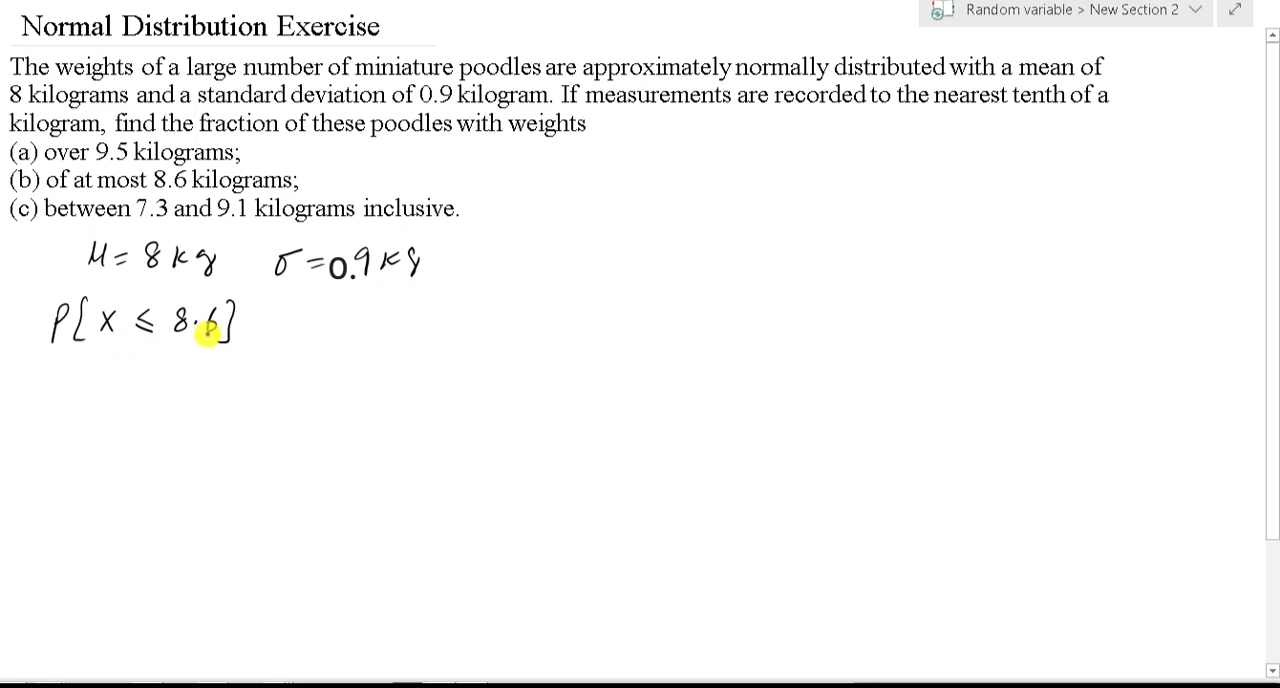 Random variable > New Section 2
Normal Distribution Exercise
The weights of a large number of miniature poodles are approximately normally distributed with a mean of
8 kilograms and a standard deviation of 0.9 kilogram. If measurements are recorded to the nearest tenth of a
kilogram, find the fraction of these poodles with weights
(a) over 9.5 kilograms;
(b) of at most 8.6 kilograms;
(c) between 7.3 and 9.1 kilograms inclusive.
μ = 8 kg σ = 0.9 kg
P[ x ≤ 8.6]